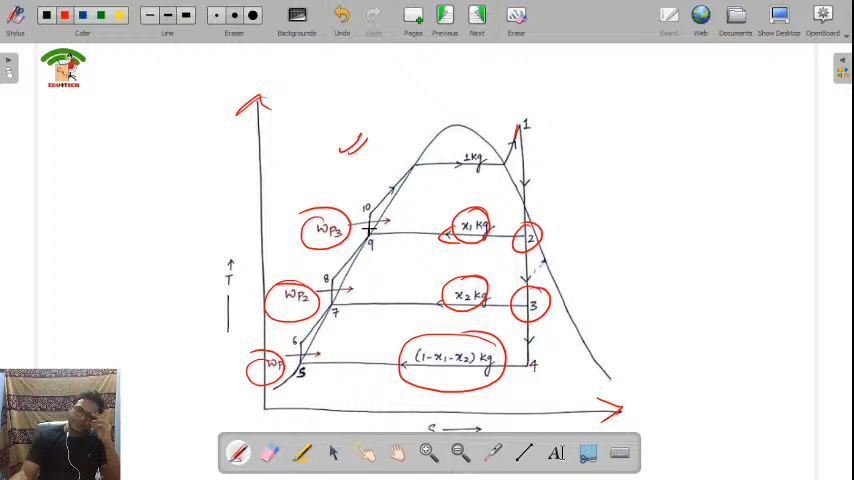 Stylus Color Line Eraser Backgrounds Undo Redo Pages Previous Next Erase Board Web Documents Show Desktop OpenBoard
EDU4TECH
1
1kg
10
WP3
x1 kg
2
9
↑
T
8
WP2
x2 kg
3
7
6
WP
(1-x1-x2) kg
5
4
S